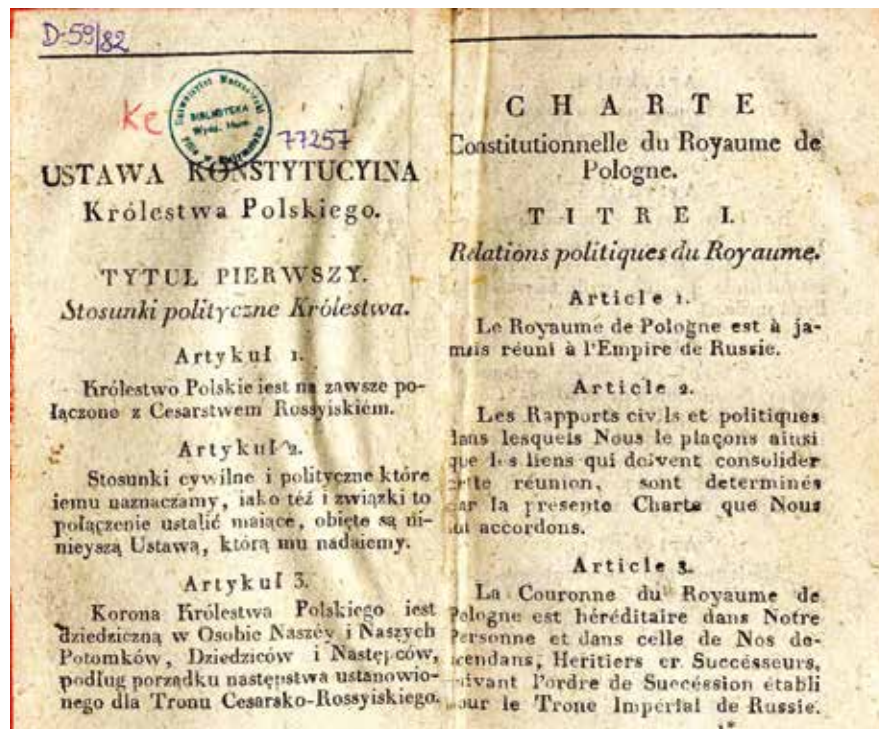 D-59/82
Ke
BIBLIOTEKA
77257
USTAWA KONSTYTUCYINA
Królestwa Polskiego.
TYTUŁ PIERWSZY.
Stosunki polityczne Królestwa.
Artykuł 1.
Królestwo Polskie iest na zawsze po-
łączone z Cesarstwem Rossyiskiém.
Artykuł 2.
Stosunki cywilne i polityczne które
iemu naznaczamy, iako téź i związki to
połączenie ustalić maiące, obięte są ni-
nieyszą Ustawą, którą mu nadaiemy.
Artykuł 3.
Korona Królestwa Polskiego iest
dziedziczną w Osobie Naszéy i Naszych
Potomków, Dziedziców i Następców,
podług porządku następstwa ustanowio-
nego dla Tronu Cesarsko-Rossyiskiego.
CHARTE
Constitutionnelle du Royaume de
Pologne.
TITRE I.
Rélations politiques du Royaume.
Article 1.
Le Royaume de Pologne est à ja-
mais réuni à l'Empire de Russie.
Article 2.
Les Rapports civils et politiques
dans lesquels Nous le plaçons ainsi
que les liens qui doivent consolider
cette réunion, sont determinés
par la presente Charte que Nous
lui accordons.
Article 3.
La Couronne du Royaume de
Pologne est héréditaire dans Notre
Personne et dans celle de Nos de-
scendans, Heritiers er Successeurs,
suivant l'ordre de Succéssion établi
pour le Trone Impérial de Russie.
1*